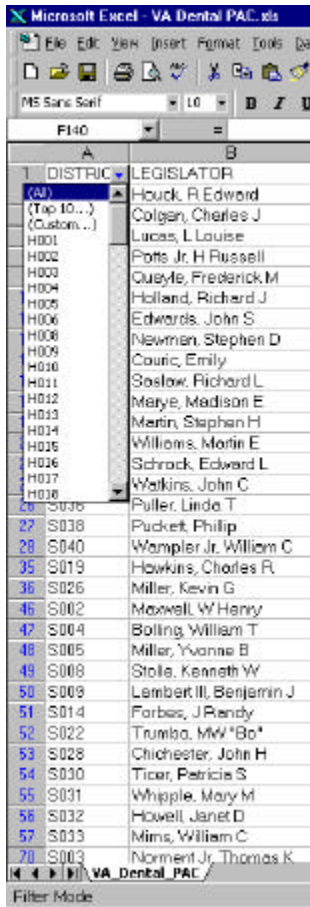 Microsoft Excel - VA Dental PAC.xls
File Edit View Insert Format Tools Da
MS Sans Serif 10 B I U
F140 =
A B
1 DISTRIC LEGISLATOR
(All) Houck, R Edward
(Top 10...) Colgan, Charles J
(Custom...) Lucas, L Louise
H001
H002 Potts Jr, H Russell
H003 Quayle, Frederick M
H004
H005 Holland, Richard J
H006 Edwards, John S
H008 Newman, Stephen D
H009
H010 Couric, Emily
H011 Saslaw, Richard L
H012 Marye, Madison E
H013
H014 Martin, Stephen H
H015 Williams, Martin E
H016 Schrock, Edward L
H017
H018 Watkins, John C
26 S036 Puller, Linda T
27 S038 Puckett, Phillip
28 S040 Wampler Jr, William C
35 S019 Hawkins, Charles R
36 S026 Miller, Kevin G
46 S002 Maxwell, W Henry
47 S004 Bolling, William T
48 S005 Miller, Yvonne B
49 S008 Stolle, Kenneth W
50 S009 Lambert III, Benjamin J
51 S014 Forbes, J Randy
52 S022 Trumbo, MW "Bo"
53 S028 Chichester, John H
54 S030 Ticer, Patricia S
55 S031 Whipple, Mary M
56 S032 Howell, Janet D
57 S033 Mims, William C
70 S003 Norment Jr, Thomas K
VA_Dental_PAC
Filter Mode